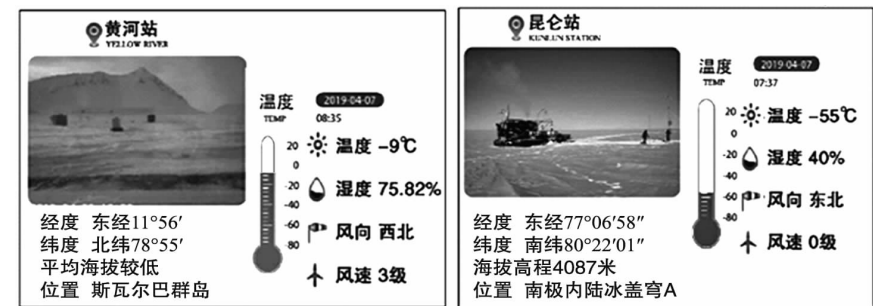 黄河站
YELLOW RIVER
温度
TEMP
2019-04-07
08:35
20
0
-20
-40
-60
-80
温度 -9℃
湿度 75.82%
风向 西北
风速 3级
经度 东经11°56′
纬度 北纬78°55′
平均海拔较低
位置 斯瓦尔巴群岛
昆仑站
KUNLUN STATION
温度
TEMP
2019-04-07
07:37
20
0
-20
-40
-60
-80
温度 -55℃
湿度 40%
风向 东北
风速 0级
经度 东经77°06′58″
纬度 南纬80°22′01″
海拔高程4087米
位置 南极内陆冰盖穹A